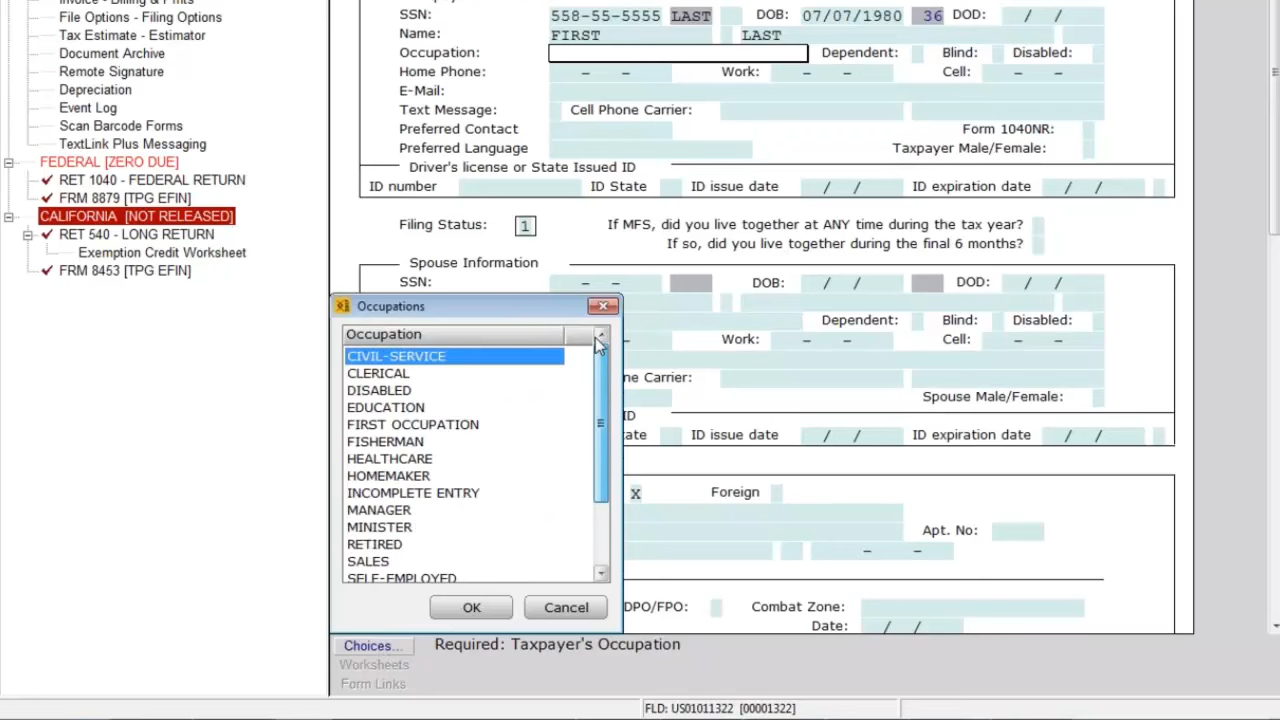 Invoice - Billing & Pmts
File Options - Filing Options
Tax Estimate - Estimator
Document Archive
Remote Signature
Depreciation
Event Log
Scan Barcode Forms
TextLink Plus Messaging
FEDERAL [ZERO DUE]
RET 1040 - FEDERAL RETURN
FRM 8879 [TPG EFIN]
CALIFORNIA [NOT RELEASED]
RET 540 - LONG RETURN
Exemption Credit Worksheet
FRM 8453 [TPG EFIN]
SSN: 558-55-5555 LAST DOB: 07/07/1980 36 DOD: / /
Name: FIRST LAST
Occupation: Dependent: Blind: Disabled:
Home Phone: – – Work: – – Cell: – –
E-Mail:
Text Message: Cell Phone Carrier:
Preferred Contact Form 1040NR:
Preferred Language Taxpayer Male/Female:
Driver's license or State Issued ID
ID number ID State ID issue date / / ID expiration date / /
Filing Status: 1 If MFS, did you live together at ANY time during the tax year?
If so, did you live together during the final 6 months?
Spouse Information
SSN: – – DOB: / / DOD: / /
Dependent: Blind: Disabled:
– Work: – – Cell: – –
ne Carrier:
Spouse Male/Female:
ID
tate ID issue date / / ID expiration date / /
X Foreign
Apt. No:
– –
DPO/FPO: Combat Zone:
Date: / /
Occupations
Occupation
CIVIL-SERVICE
CLERICAL
DISABLED
EDUCATION
FIRST OCCUPATION
FISHERMAN
HEALTHCARE
HOMEMAKER
INCOMPLETE ENTRY
MANAGER
MINISTER
RETIRED
SALES
SELF-EMPLOYED
OK Cancel
Choices... Required: Taxpayer's Occupation
Worksheets
Form Links
FLD: US01011322 [00001322]